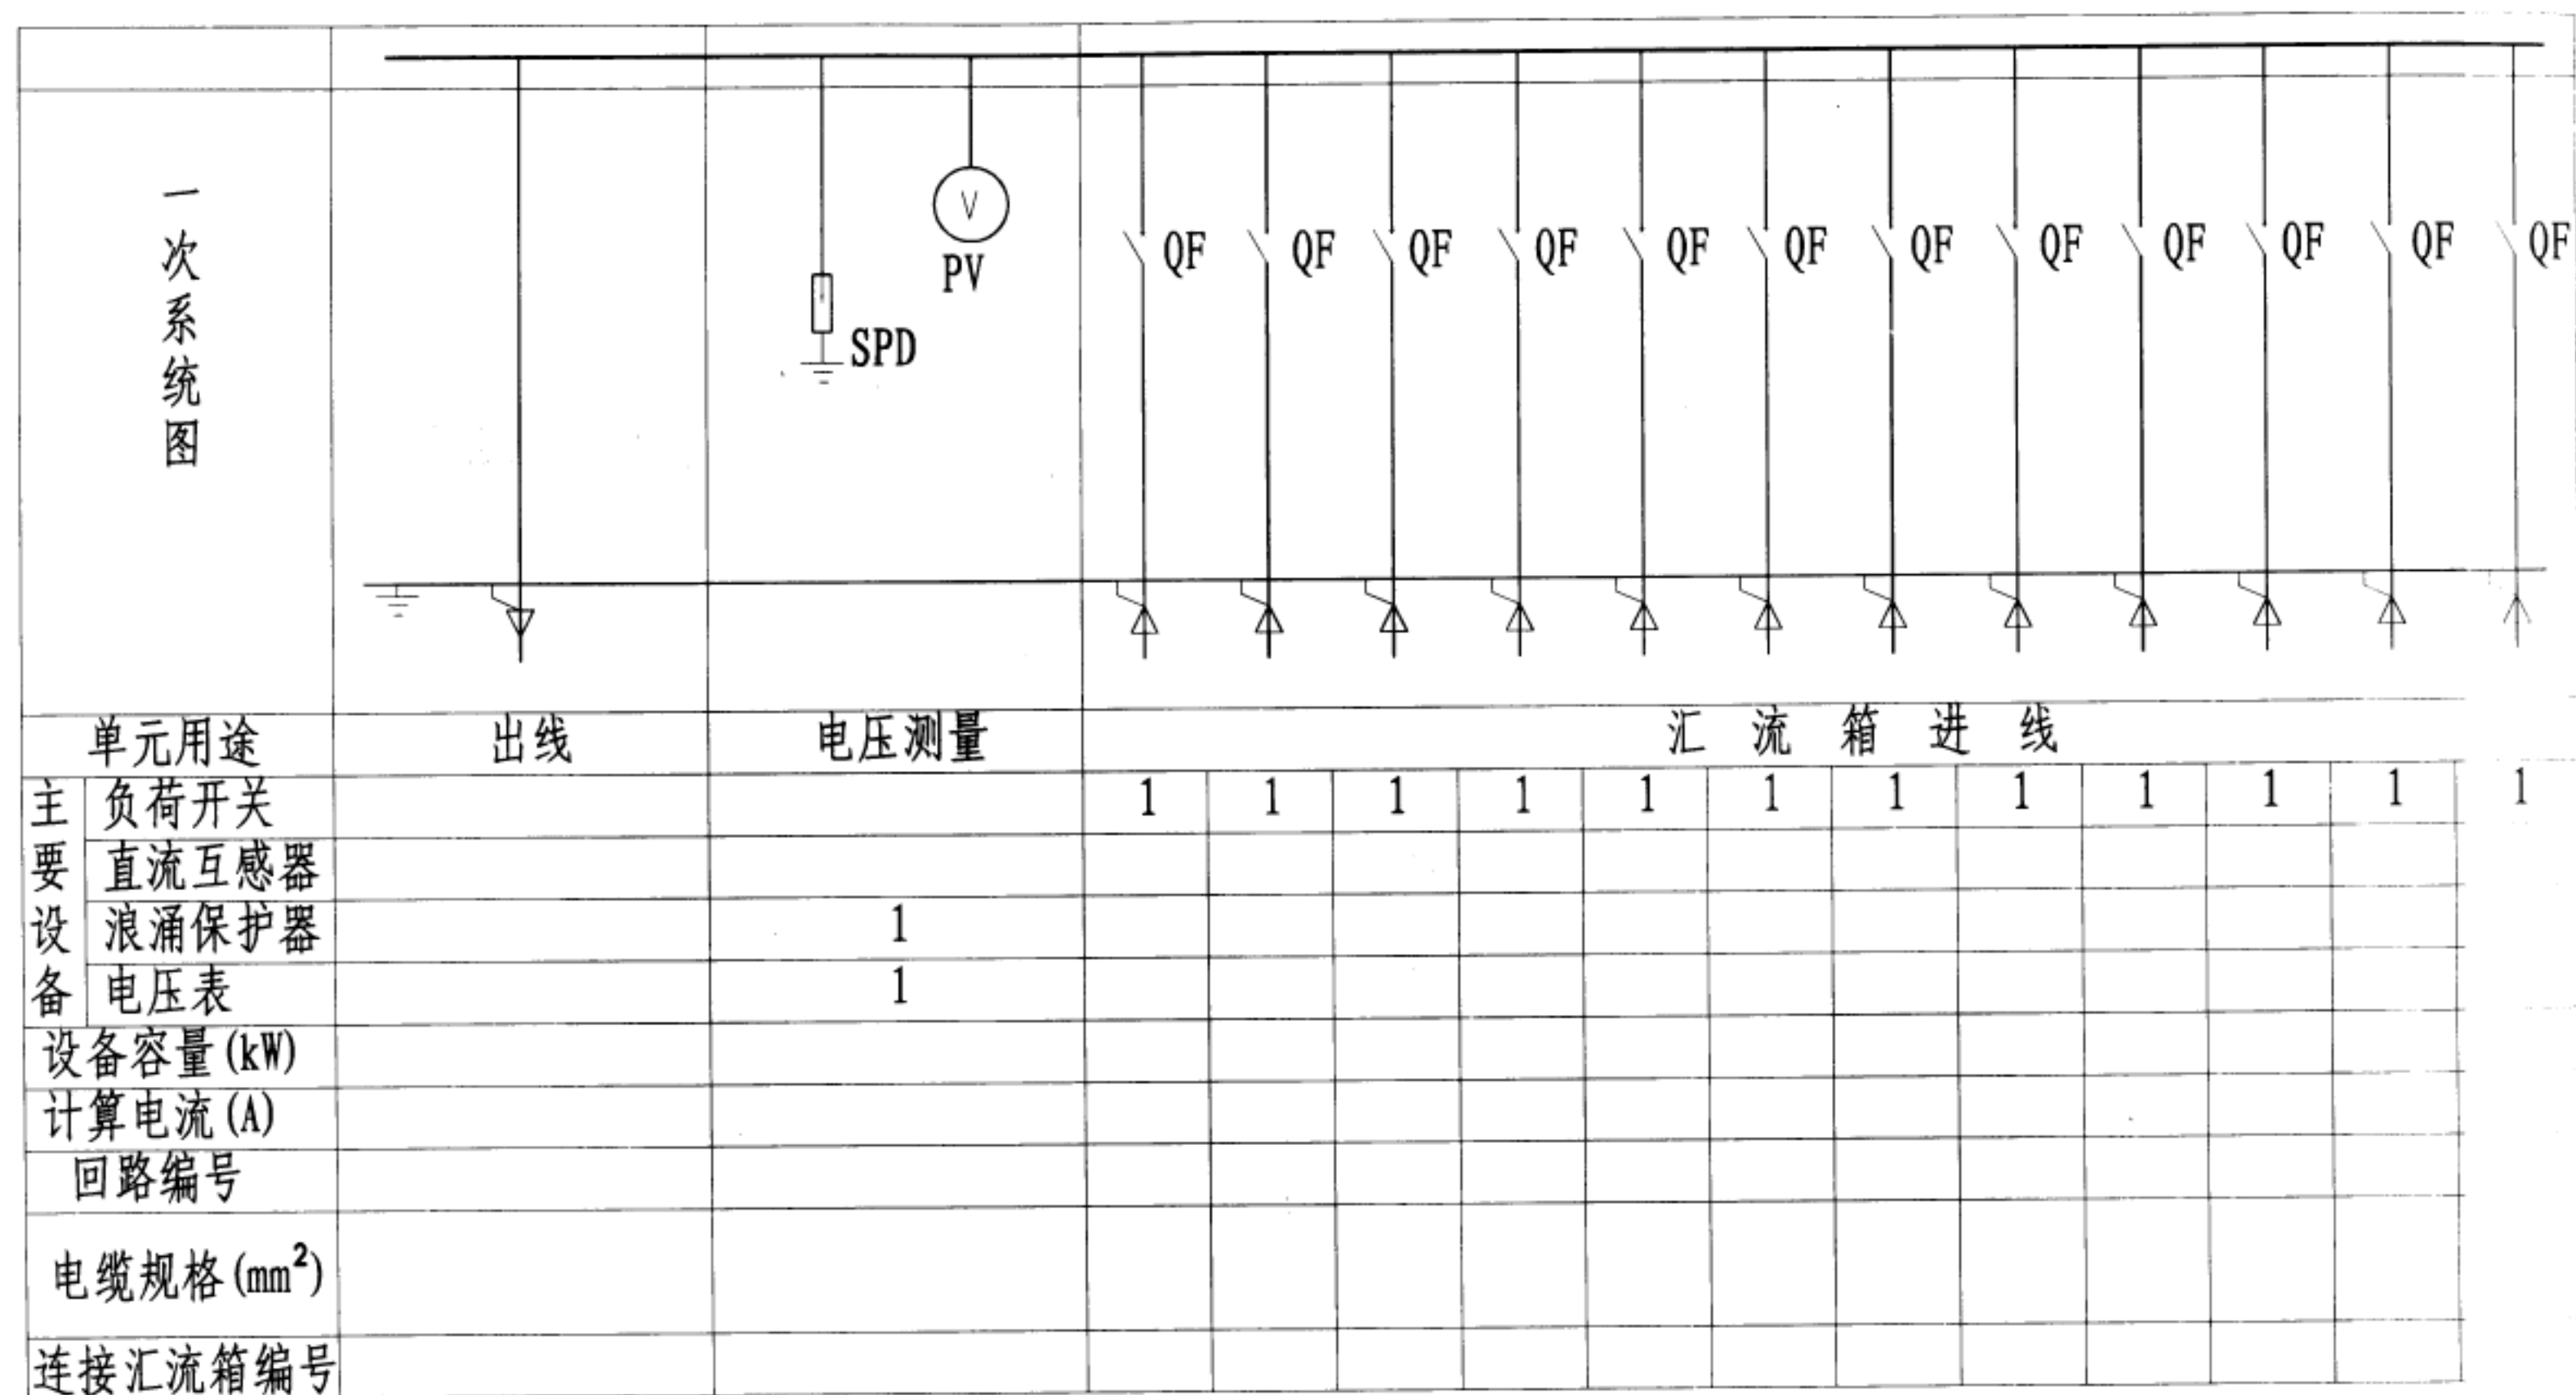 一次系统图
V
PV
SPD
QF QF QF QF QF QF QF QF QF QF QF QF
单元用途 出线 电压测量 汇流箱进线
主要设备
负荷开关 1 1 1 1 1 1 1 1 1 1 1 1
直流互感器
浪涌保护器 1
电压表 1
设备容量(kW)
计算电流(A)
回路编号
电缆规格(mm²)
连接汇流箱编号